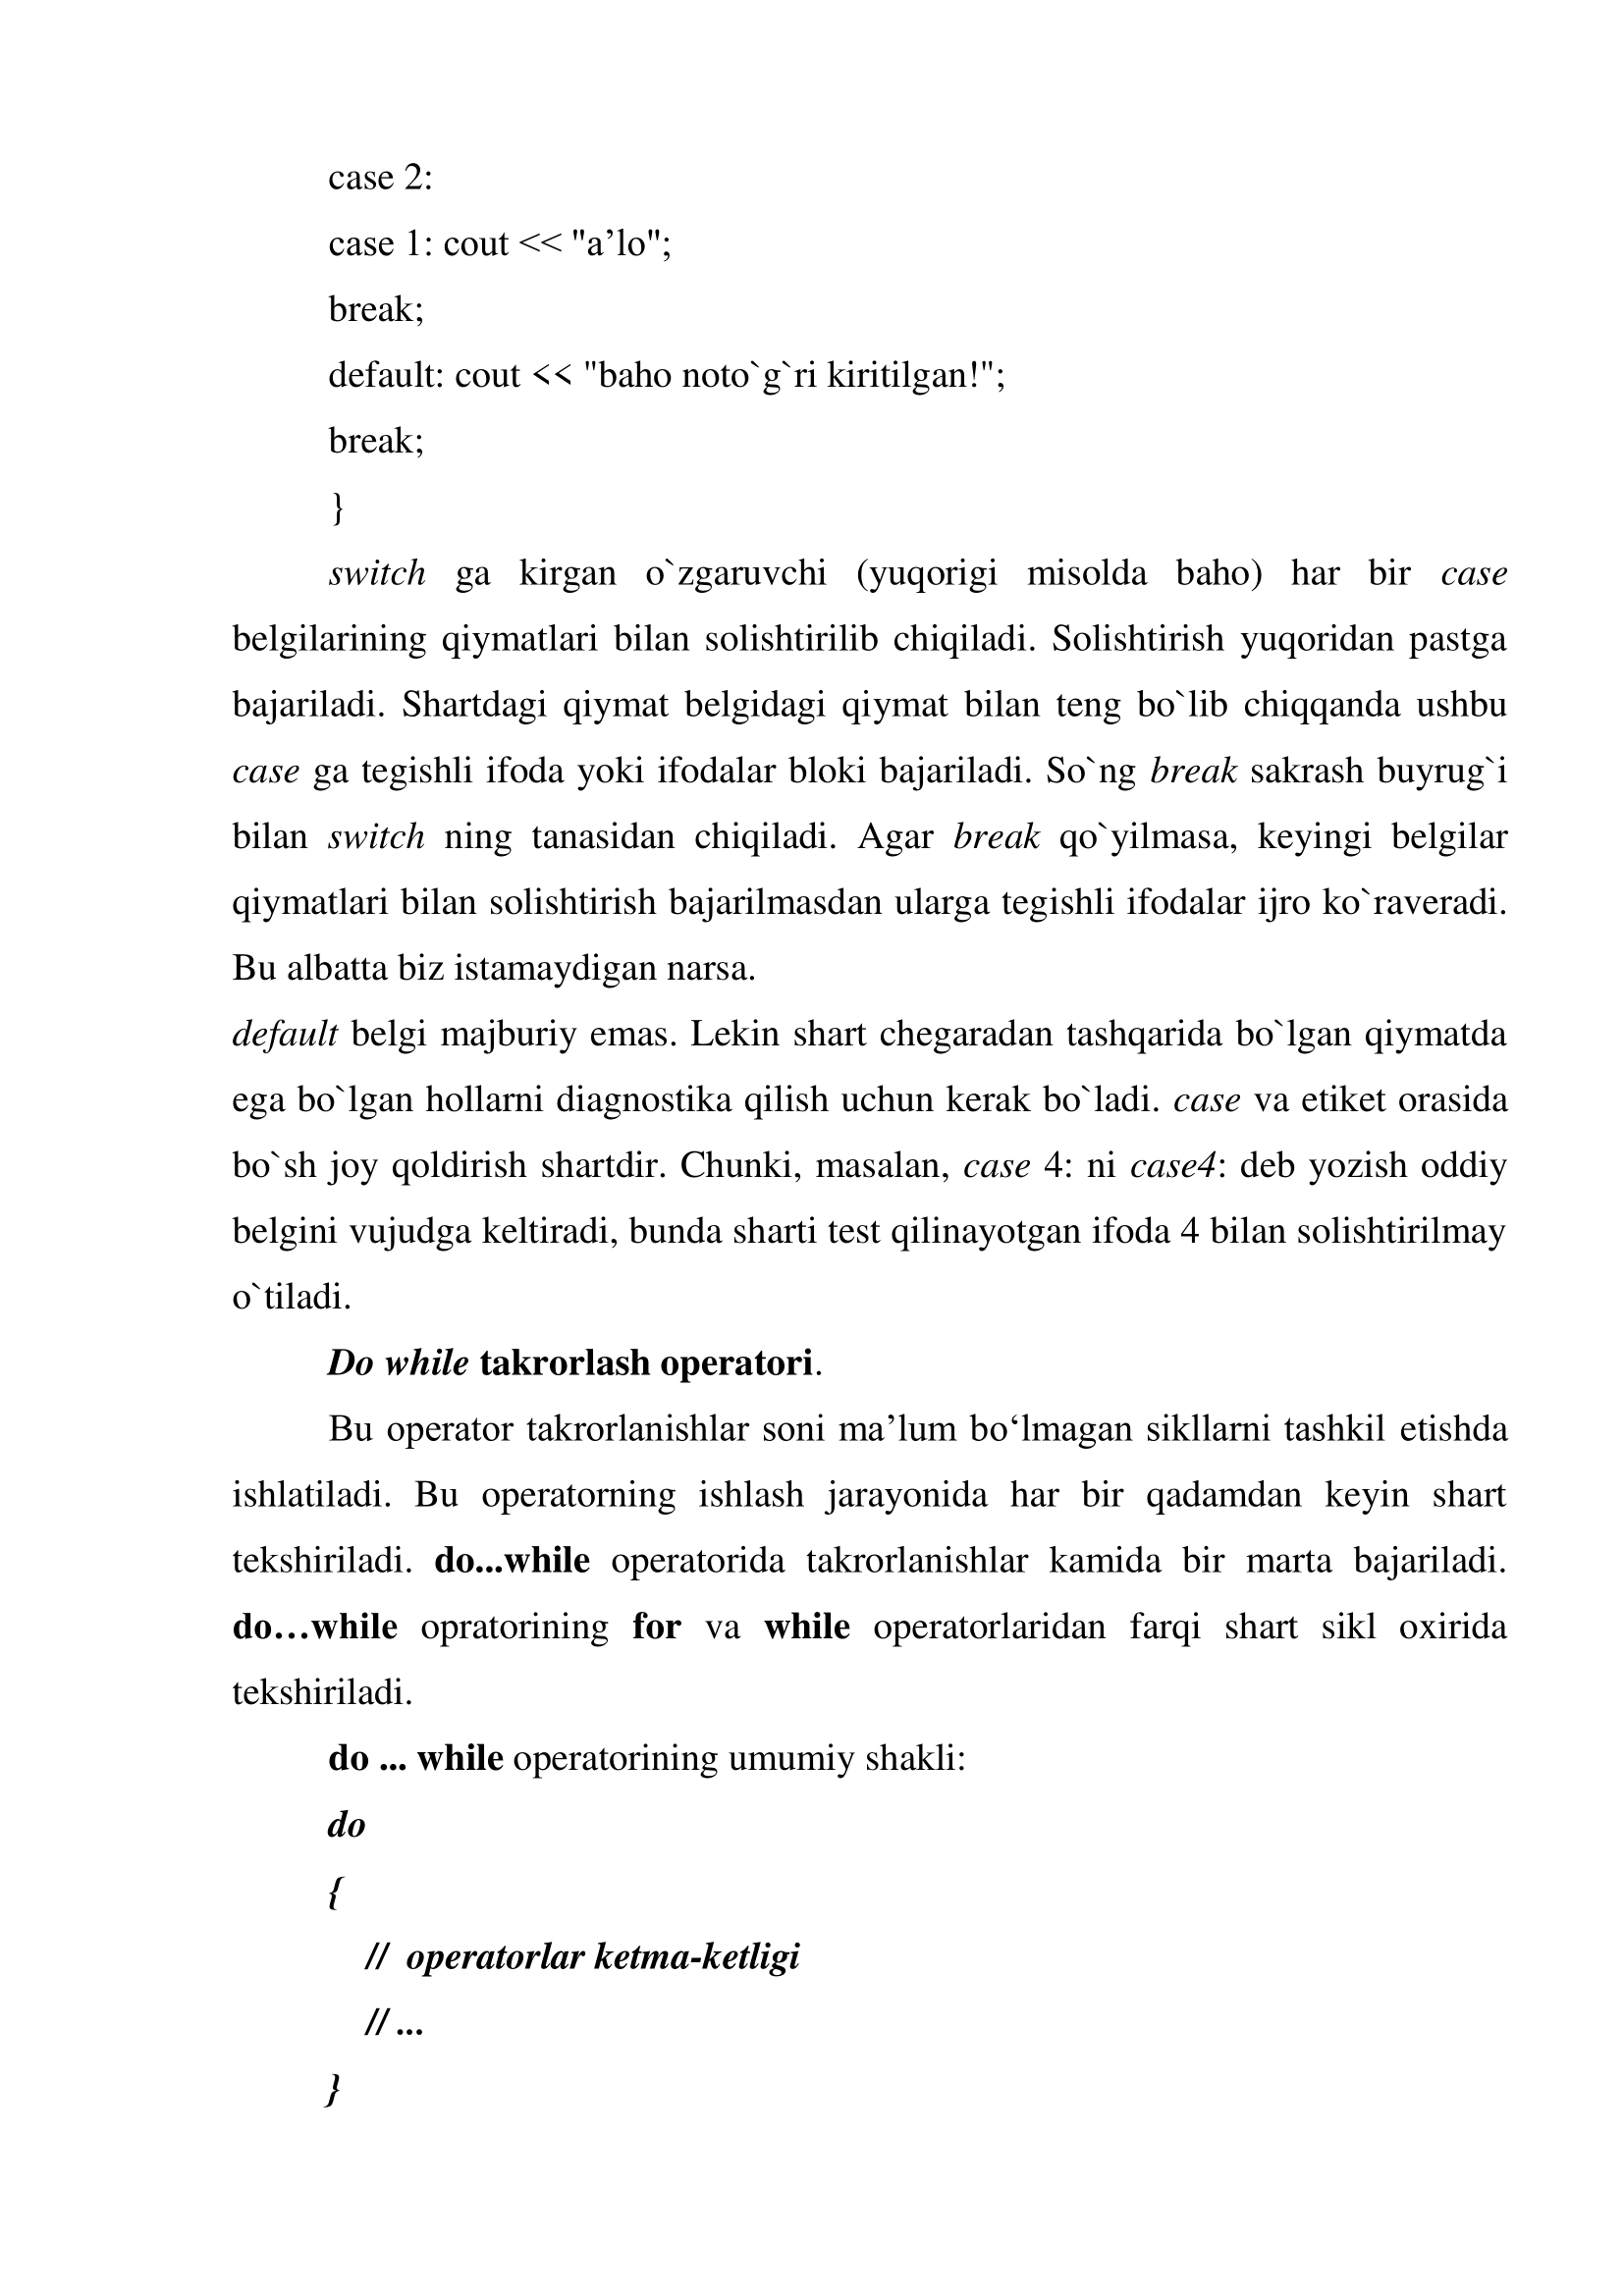 case 2:
case 1: cout << "a’lo";
break;
default: cout << "baho noto`g`ri kiritilgan!";
break;
}
switch ga kirgan o`zgaruvchi (yuqorigi misolda baho) har bir case
belgilarining qiymatlari bilan solishtirilib chiqiladi. Solishtirish yuqoridan pastga
bajariladi. Shartdagi qiymat belgidagi qiymat bilan teng bo`lib chiqqanda ushbu
case ga tegishli ifoda yoki ifodalar bloki bajariladi. So`ng break sakrash buyrug`i
bilan switch ning tanasidan chiqiladi. Agar break qo`yilmasa, keyingi belgilar
qiymatlari bilan solishtirish bajarilmasdan ularga tegishli ifodalar ijro ko`raveradi.
Bu albatta biz istamaydigan narsa.
default belgi majburiy emas. Lekin shart chegaradan tashqarida bo`lgan qiymatda
ega bo`lgan hollarni diagnostika qilish uchun kerak bo`ladi. case va etiket orasida
bo`sh joy qoldirish shartdir. Chunki, masalan, case 4: ni case4: deb yozish oddiy
belgini vujudga keltiradi, bunda sharti test qilinayotgan ifoda 4 bilan solishtirilmay
o`tiladi.
Do while takrorlash operatori.
Bu operator takrorlanishlar soni ma’lum bo‘lmagan sikllarni tashkil etishda
ishlatiladi. Bu operatorning ishlash jarayonida har bir qadamdan keyin shart
tekshiriladi. do...while operatorida takrorlanishlar kamida bir marta bajariladi.
do…while opratorining for va while operatorlaridan farqi shart sikl oxirida
tekshiriladi.
do ... while operatorining umumiy shakli:
do
{
// operatorlar ketma-ketligi
// ...
}